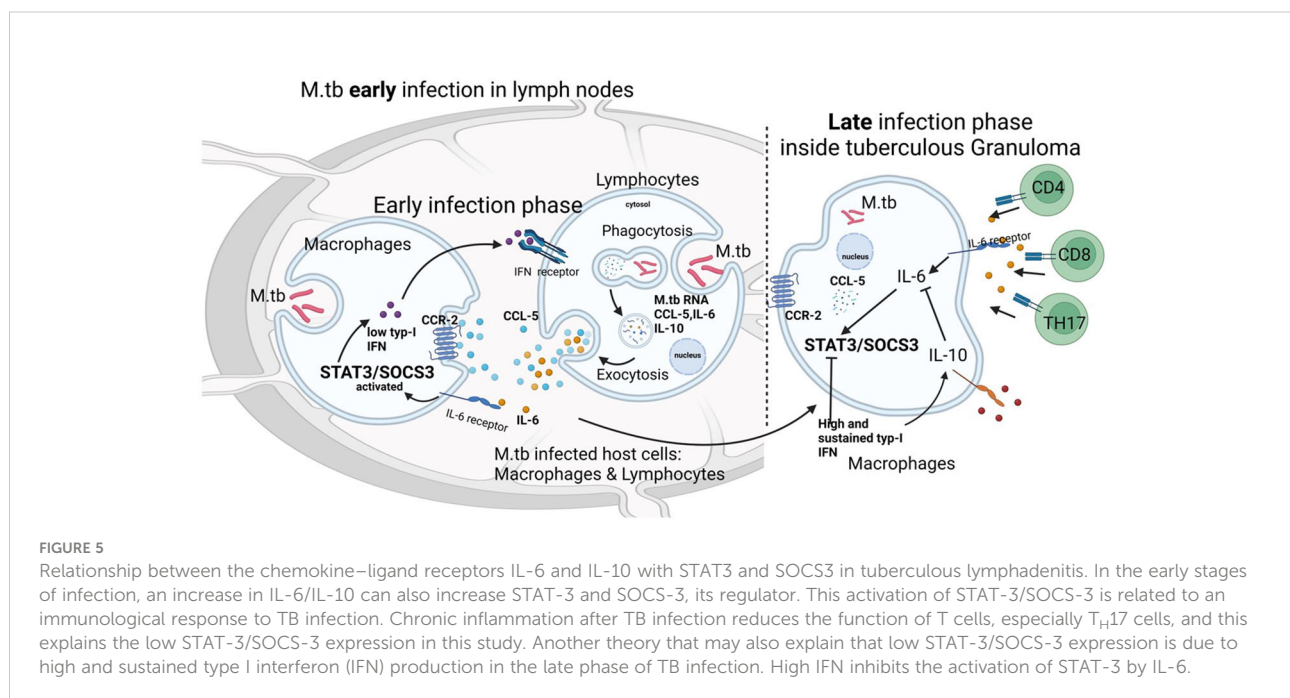 M.tb early infection in lymph nodes
Early infection phase
Macrophages
M.tb
low typ-I
IFN
STAT3/SOCS3
activated
CCR-2
IL-6 receptor
IL-6
CCL-5
IFN receptor
Lymphocytes
cytosol
Phagocytosis
M.tb
M.tb RNA
CCL-5,IL-6
IL-10
nucleus
Exocytosis
M.tb infected host cells:
Macrophages & Lymphocytes
Late infection phase
inside tuberculous Granuloma
M.tb
nucleus
CCL-5
CCR-2
IL-6
IL-6 receptor
STAT3/SOCS3
IL-10
High and
sustained typ-I
IFN
Macrophages
CD4
CD8
TH17
FIGURE 5
Relationship between the chemokine–ligand receptors IL-6 and IL-10 with STAT3 and SOCS3 in tuberculous lymphadenitis. In the early stages
of infection, an increase in IL-6/IL-10 can also increase STAT-3 and SOCS-3, its regulator. This activation of STAT-3/SOCS-3 is related to an
immunological response to TB infection. Chronic inflammation after TB infection reduces the function of T cells, especially TH17 cells, and this
explains the low STAT-3/SOCS-3 expression in this study. Another theory that may also explain that low STAT-3/SOCS-3 expression is due to
high and sustained type I interferon (IFN) production in the late phase of TB infection. High IFN inhibits the activation of STAT-3 by IL-6.